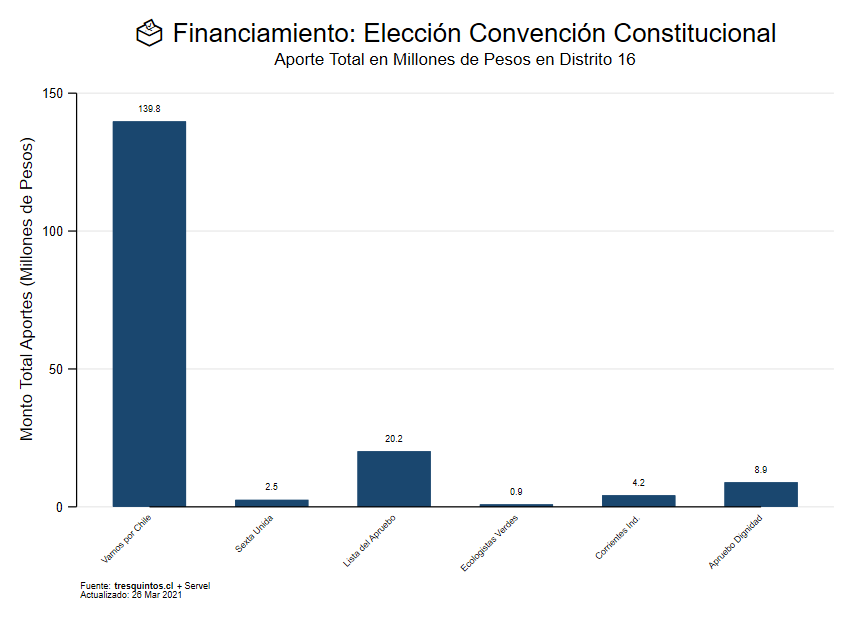 Financiamiento: Elección Convención Constitucional
Aporte Total en Millones de Pesos en Distrito 16
Monto Total Aportes (Millones de Pesos)
150
100
50
0
139.8
2.5
20.2
0.9
4.2
8.9
Vamos por Chile
Sexta Unida
Lista del Apruebo
Ecologistas Verdes
Corrientes Ind.
Apruebo Dignidad
Fuente: tresquintos.cl + Servel
Actualizado: 26 Mar 2021